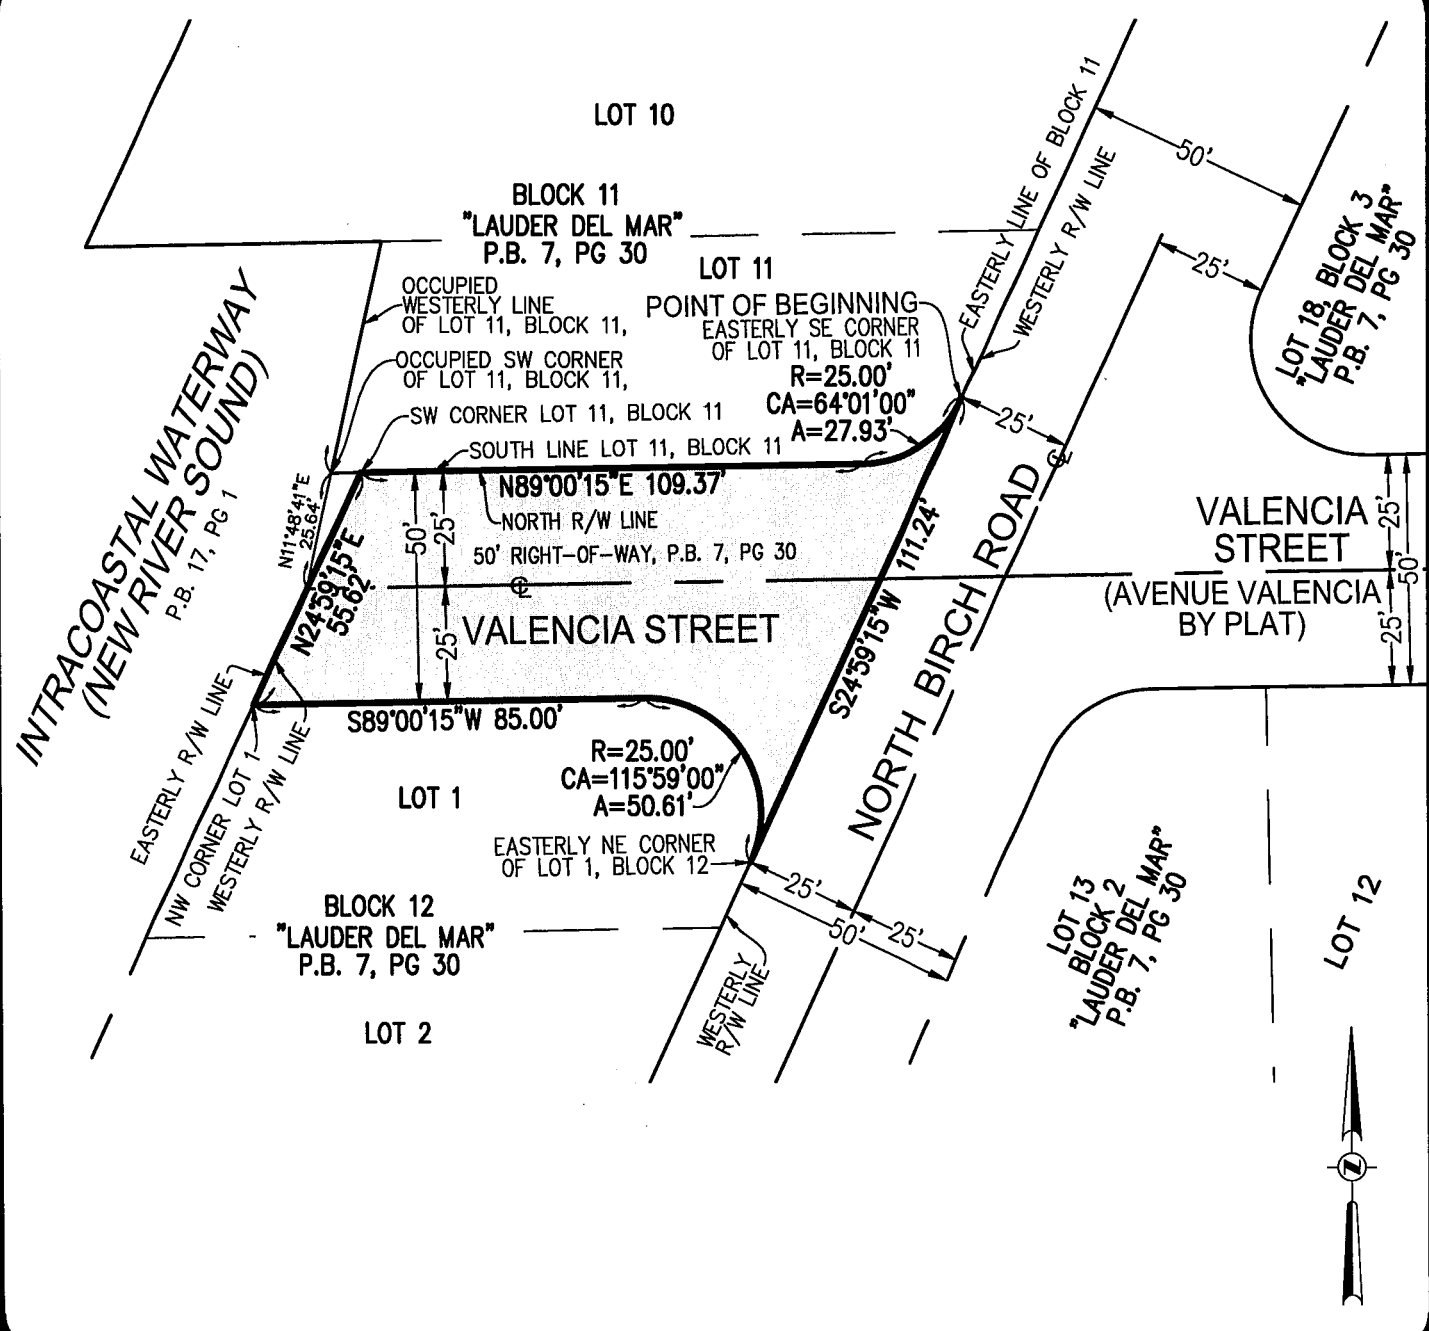 LOT 10
BLOCK 11
"LAUDER DEL MAR"
P.B. 7, PG 30
LOT 11
OCCUPIED
WESTERLY LINE
OF LOT 11, BLOCK 11,
POINT OF BEGINNING
EASTERLY SE CORNER
OF LOT 11, BLOCK 11
R=25.00'
CA=64°01'00"
A=27.93'
OCCUPIED SW CORNER
OF LOT 11, BLOCK 11,
SW CORNER LOT 11, BLOCK 11
SOUTH LINE LOT 11, BLOCK 11
N89°00'15"E 109.37'
NORTH R/W LINE
50' RIGHT-OF-WAY, P.B. 7, PG 30
50'
25'
25'
℄
VALENCIA STREET
N11°48'41"E
25.64'
N24°59'15"E
55.62'
INTRACOASTAL WATERWAY
(NEW RIVER SOUND)
P.B. 17, PG 1
EASTERLY R/W LINE
NW CORNER LOT 1
WESTERLY R/W LINE
S89°00'15"W 85.00'
R=25.00'
CA=115°59'00"
A=50.61'
LOT 1
EASTERLY NE CORNER
OF LOT 1, BLOCK 12
BLOCK 12
"LAUDER DEL MAR"
P.B. 7, PG 30
LOT 2
EASTERLY LINE OF BLOCK 11
WESTERLY R/W LINE
50'
25'
25'
℄
S24°59'15"W 111.24'
NORTH BIRCH ROAD
25'
50'
25'
WESTERLY
R/W LINE
LOT 18, BLOCK 3
"LAUDER DEL MAR"
P.B. 7, PG 30
VALENCIA
STREET
(AVENUE VALENCIA
BY PLAT)
25'
50'
25'
LOT 13
BLOCK 2
"LAUDER DEL MAR"
P.B. 7, PG 30
LOT 12
N